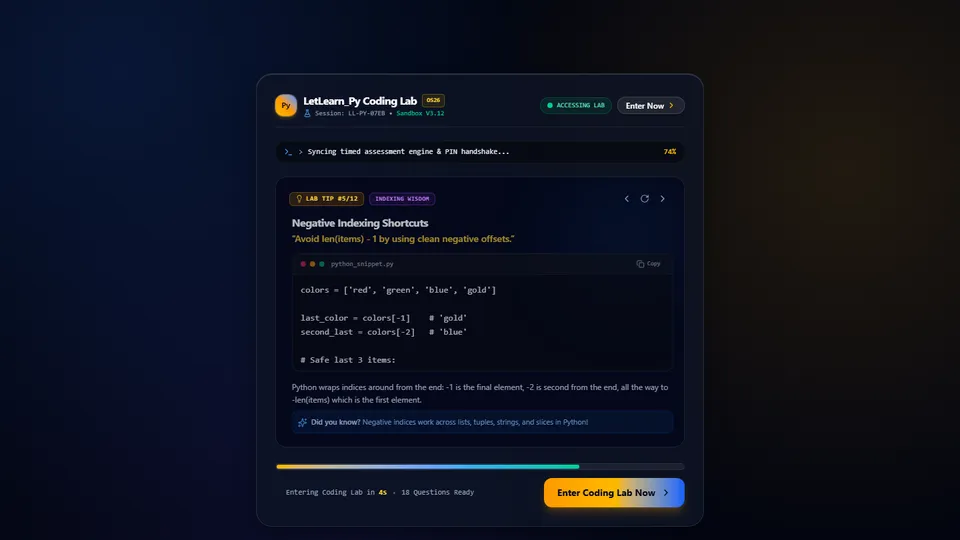 Py
LetLearn_Py Coding Lab OS26
Session: LL-PY-07EB • Sandbox V3.12
ACCESSING LAB
Enter Now >
>_ > Syncing timed assessment engine & PIN handshake... 74%
LAB TIP #5/12 INDEXING WISDOM
Negative Indexing Shortcuts
"Avoid len(items) - 1 by using clean negative offsets."
python_snippet.py Copy
colors = ['red', 'green', 'blue', 'gold']
last_color = colors[-1] # 'gold'
second_last = colors[-2] # 'blue'
# Safe last 3 items:
Python wraps indices around from the end: -1 is the final element, -2 is second from the end, all the way to
-len(items) which is the first element.
Did you know? Negative indices work across lists, tuples, strings, and slices in Python!
Entering Coding Lab in 4s • 18 Questions Ready
Enter Coding Lab Now >